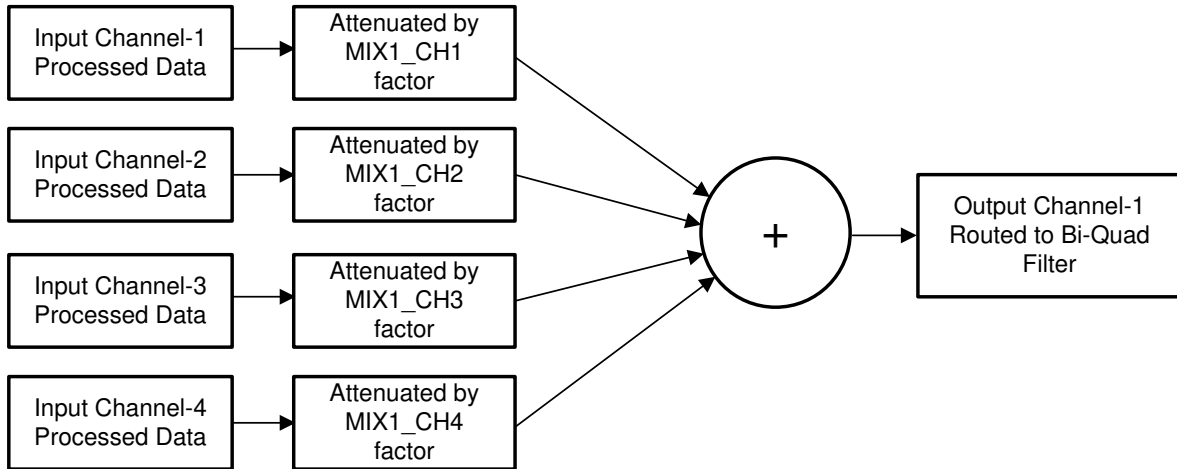 Input Channel-1
Processed Data
Attenuated by
MIX1_CH1
factor
Input Channel-2
Processed Data
Attenuated by
MIX1_CH2
factor
Input Channel-3
Processed Data
Attenuated by
MIX1_CH3
factor
Input Channel-4
Processed Data
Attenuated by
MIX1_CH4
factor
+
Output Channel-1
Routed to Bi-Quad
Filter